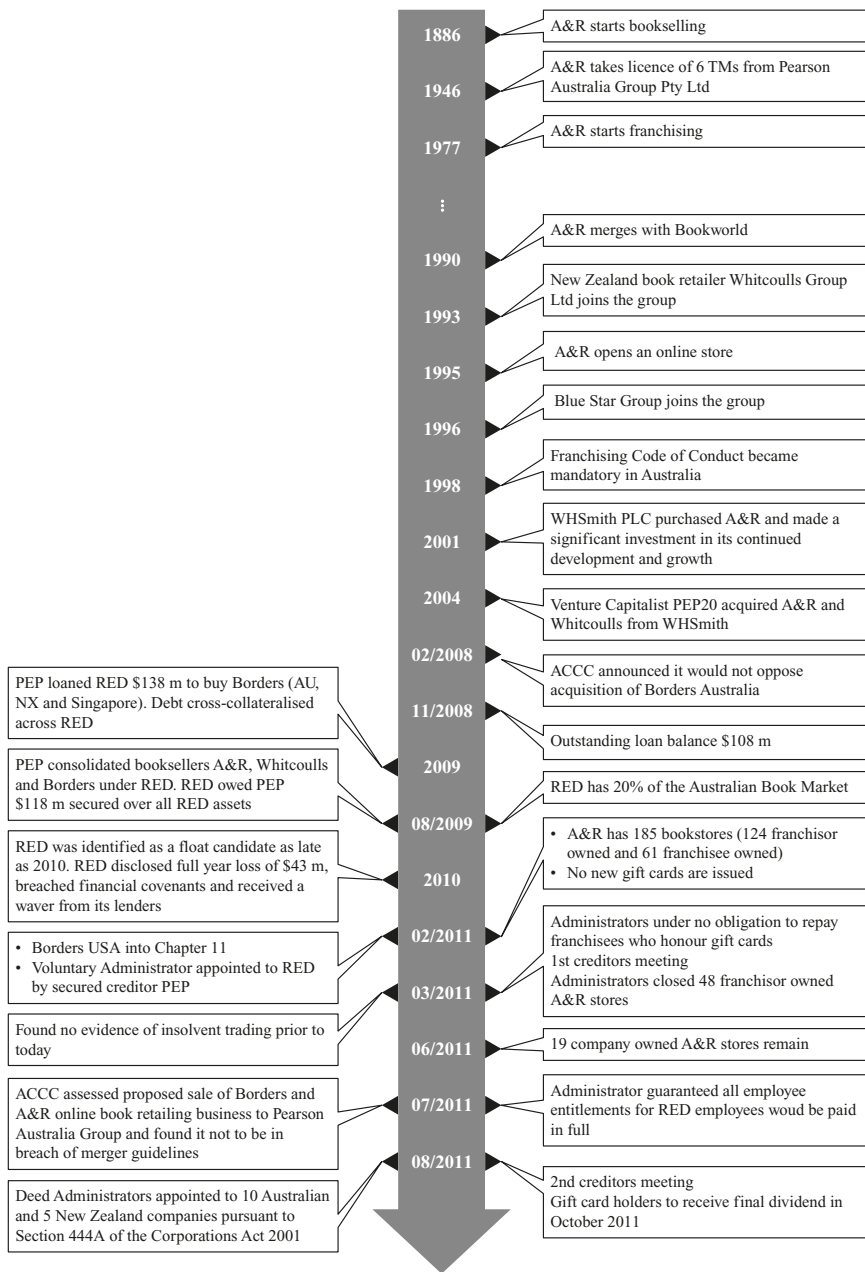 1886
A&R starts bookselling
1946
A&R takes licence of 6 TMs from Pearson
Australia Group Pty Ltd
1977
A&R starts franchising
...
1990
A&R merges with Bookworld
1993
New Zealand book retailer Whitcoulls Group
Ltd joins the group
1995
A&R opens an online store
1996
Blue Star Group joins the group
1998
Franchising Code of Conduct became
mandatory in Australia
2001
WHSmith PLC purchased A&R and made a
significant investment in its continued
development and growth
2004
Venture Capitalist PEP20 acquired A&R and
Whitcoulls from WHSmith
02/2008
ACCC announced it would not oppose
acquisition of Borders Australia
11/2008
Outstanding loan balance $108 m
PEP loaned RED $138 m to buy Borders (AU,
NX and Singapore). Debt cross-collateralised
across RED
2009
PEP consolidated booksellers A&R, Whitcoulls
and Borders under RED. RED owed PEP
$118 m secured over all RED assets
08/2009
RED has 20% of the Australian Book Market
RED was identified as a float candidate as late
as 2010. RED disclosed full year loss of $43 m,
breached financial covenants and received a
waver from its lenders
2010
• A&R has 185 bookstores (124 franchisor
owned and 61 franchisee owned)
• No new gift cards are issued
02/2011
• Borders USA into Chapter 11
• Voluntary Administrator appointed to RED
by secured creditor PEP
03/2011
Administrators under no obligation to repay
franchisees who honour gift cards
1st creditors meeting
Administrators closed 48 franchisor owned
A&R stores
Found no evidence of insolvent trading prior to
today
06/2011
19 company owned A&R stores remain
ACCC assessed proposed sale of Borders and
A&R online book retailing business to Pearson
Australia Group and found it not to be in
breach of merger guidelines
07/2011
Administrator guaranteed all employee
entitlements for RED employees woud be paid
in full
08/2011
Deed Administrators appointed to 10 Australian
and 5 New Zealand companies pursuant to
Section 444A of the Corporations Act 2001
2nd creditors meeting
Gift card holders to receive final dividend in
October 2011